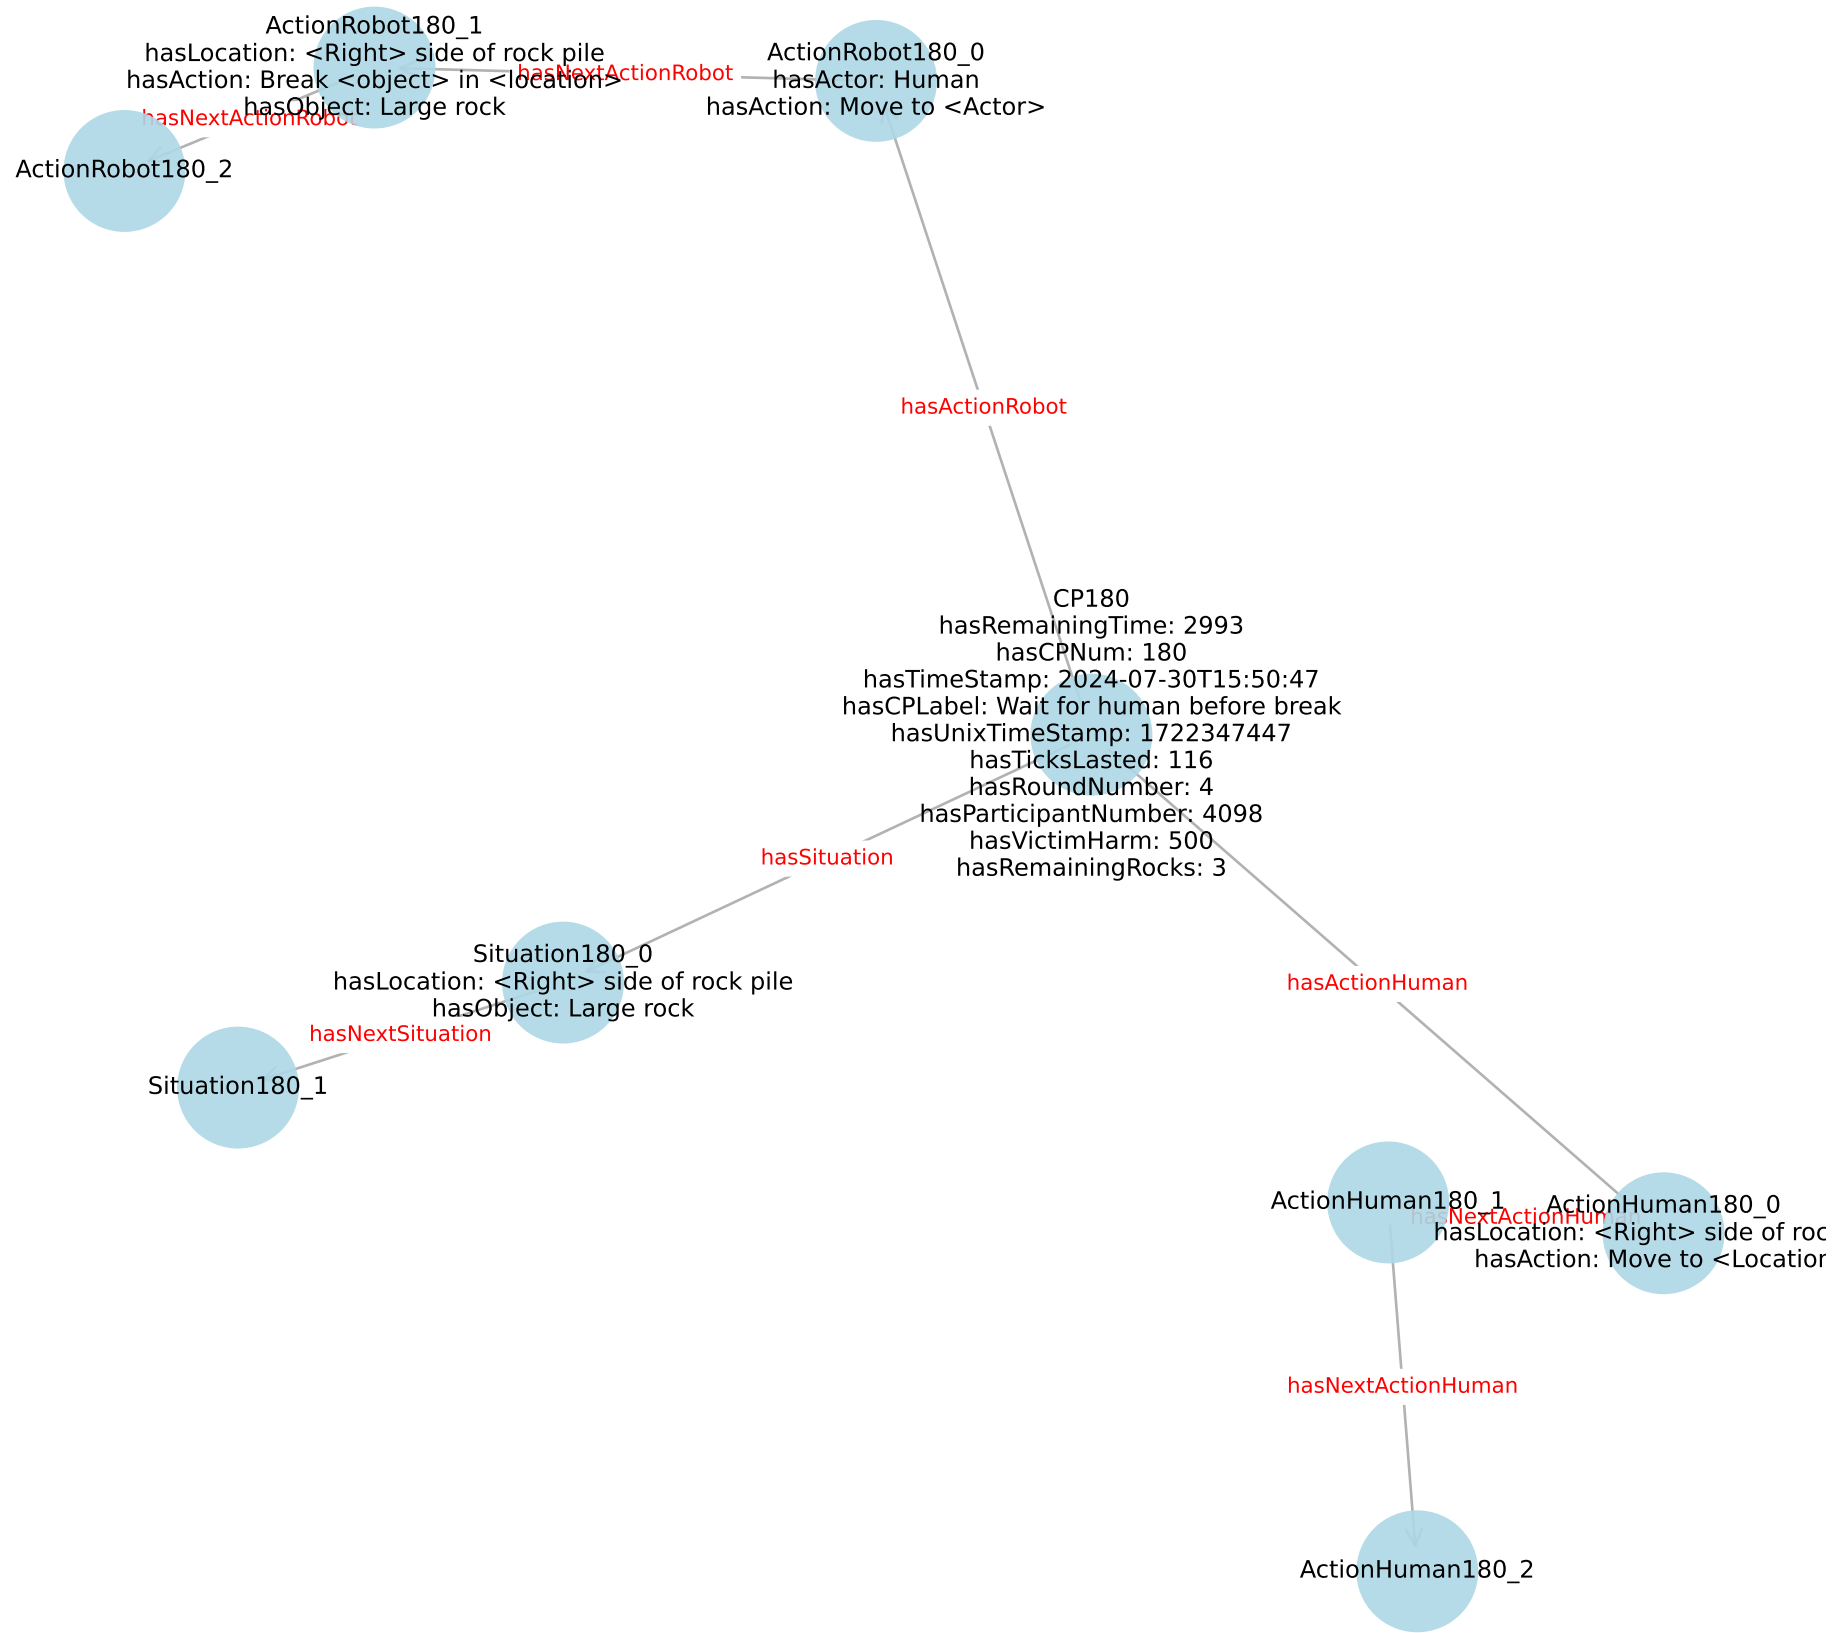 ActionRobot180_1
hasLocation: <Right> side of rock pile
hasAction: Break <object> in <location>
hasObject: Large rock
ActionRobot180_0
hasActor: Human
hasAction: Move to <Actor>
hasNextActionRobot
hasNextActionRobot
ActionRobot180_2
hasActionRobot
CP180
hasRemainingTime: 2993
hasCPNum: 180
hasTimeStamp: 2024-07-30T15:50:47
hasCPLabel: Wait for human before break
hasUnixTimeStamp: 1722347447
hasTicksLasted: 116
hasRoundNumber: 4
hasParticipantNumber: 4098
hasVictimHarm: 500
hasRemainingRocks: 3
hasSituation
Situation180_0
hasLocation: <Right> side of rock pile
hasObject: Large rock
hasNextSituation
Situation180_1
hasActionHuman
ActionHuman180_1
hasNextActionHuman
ActionHuman180_0
hasLocation: <Right> side of roc
hasAction: Move to <Location
hasNextActionHuman
ActionHuman180_2